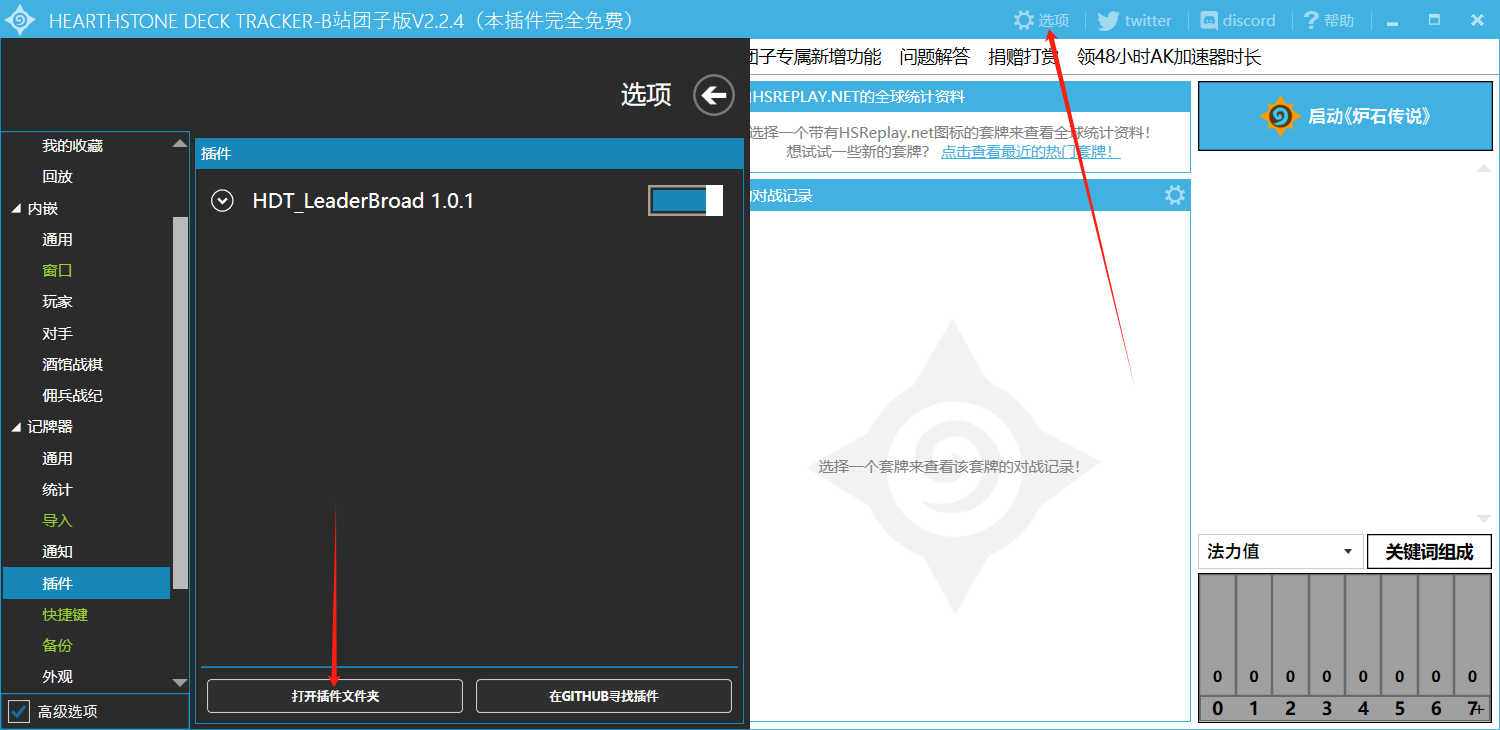 HEARTHSTONE DECK TRACKER-B站团子版V2.2.4（本插件完全免费）
选项
twitter
discord
帮助
团子专属新增功能 问题解答 捐赠打赏 领48小时AK加速器时长
选项
我的收藏
回放
内嵌
通用
窗口
玩家
对手
酒馆战棋
佣兵战纪
记牌器
通用
统计
导入
通知
插件
快捷键
备份
外观
高级选项
插件
HDT_LeaderBroad 1.0.1
打开插件文件夹
在GITHUB寻找插件
HSREPLAY.NET的全球统计资料
选择一个带有HSReplay.net图标的套牌来查看全球统计资料！
想试试一些新的套牌？ 点击查看最近的热门套牌！
对战记录
选择一个套牌来查看该套牌的对战记录！
启动《炉石传说》
法力值
关键词组成
0 0 0 0 0 0 0 0
0 1 2 3 4 5 6 7+